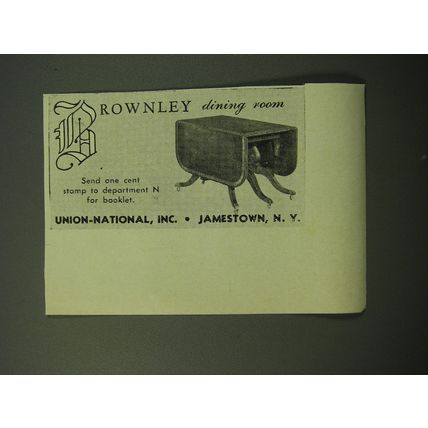 BROWNLEY dining room
Send one cent
stamp to department N
for booklet.
UNION-NATIONAL, INC. • JAMESTOWN, N. Y.